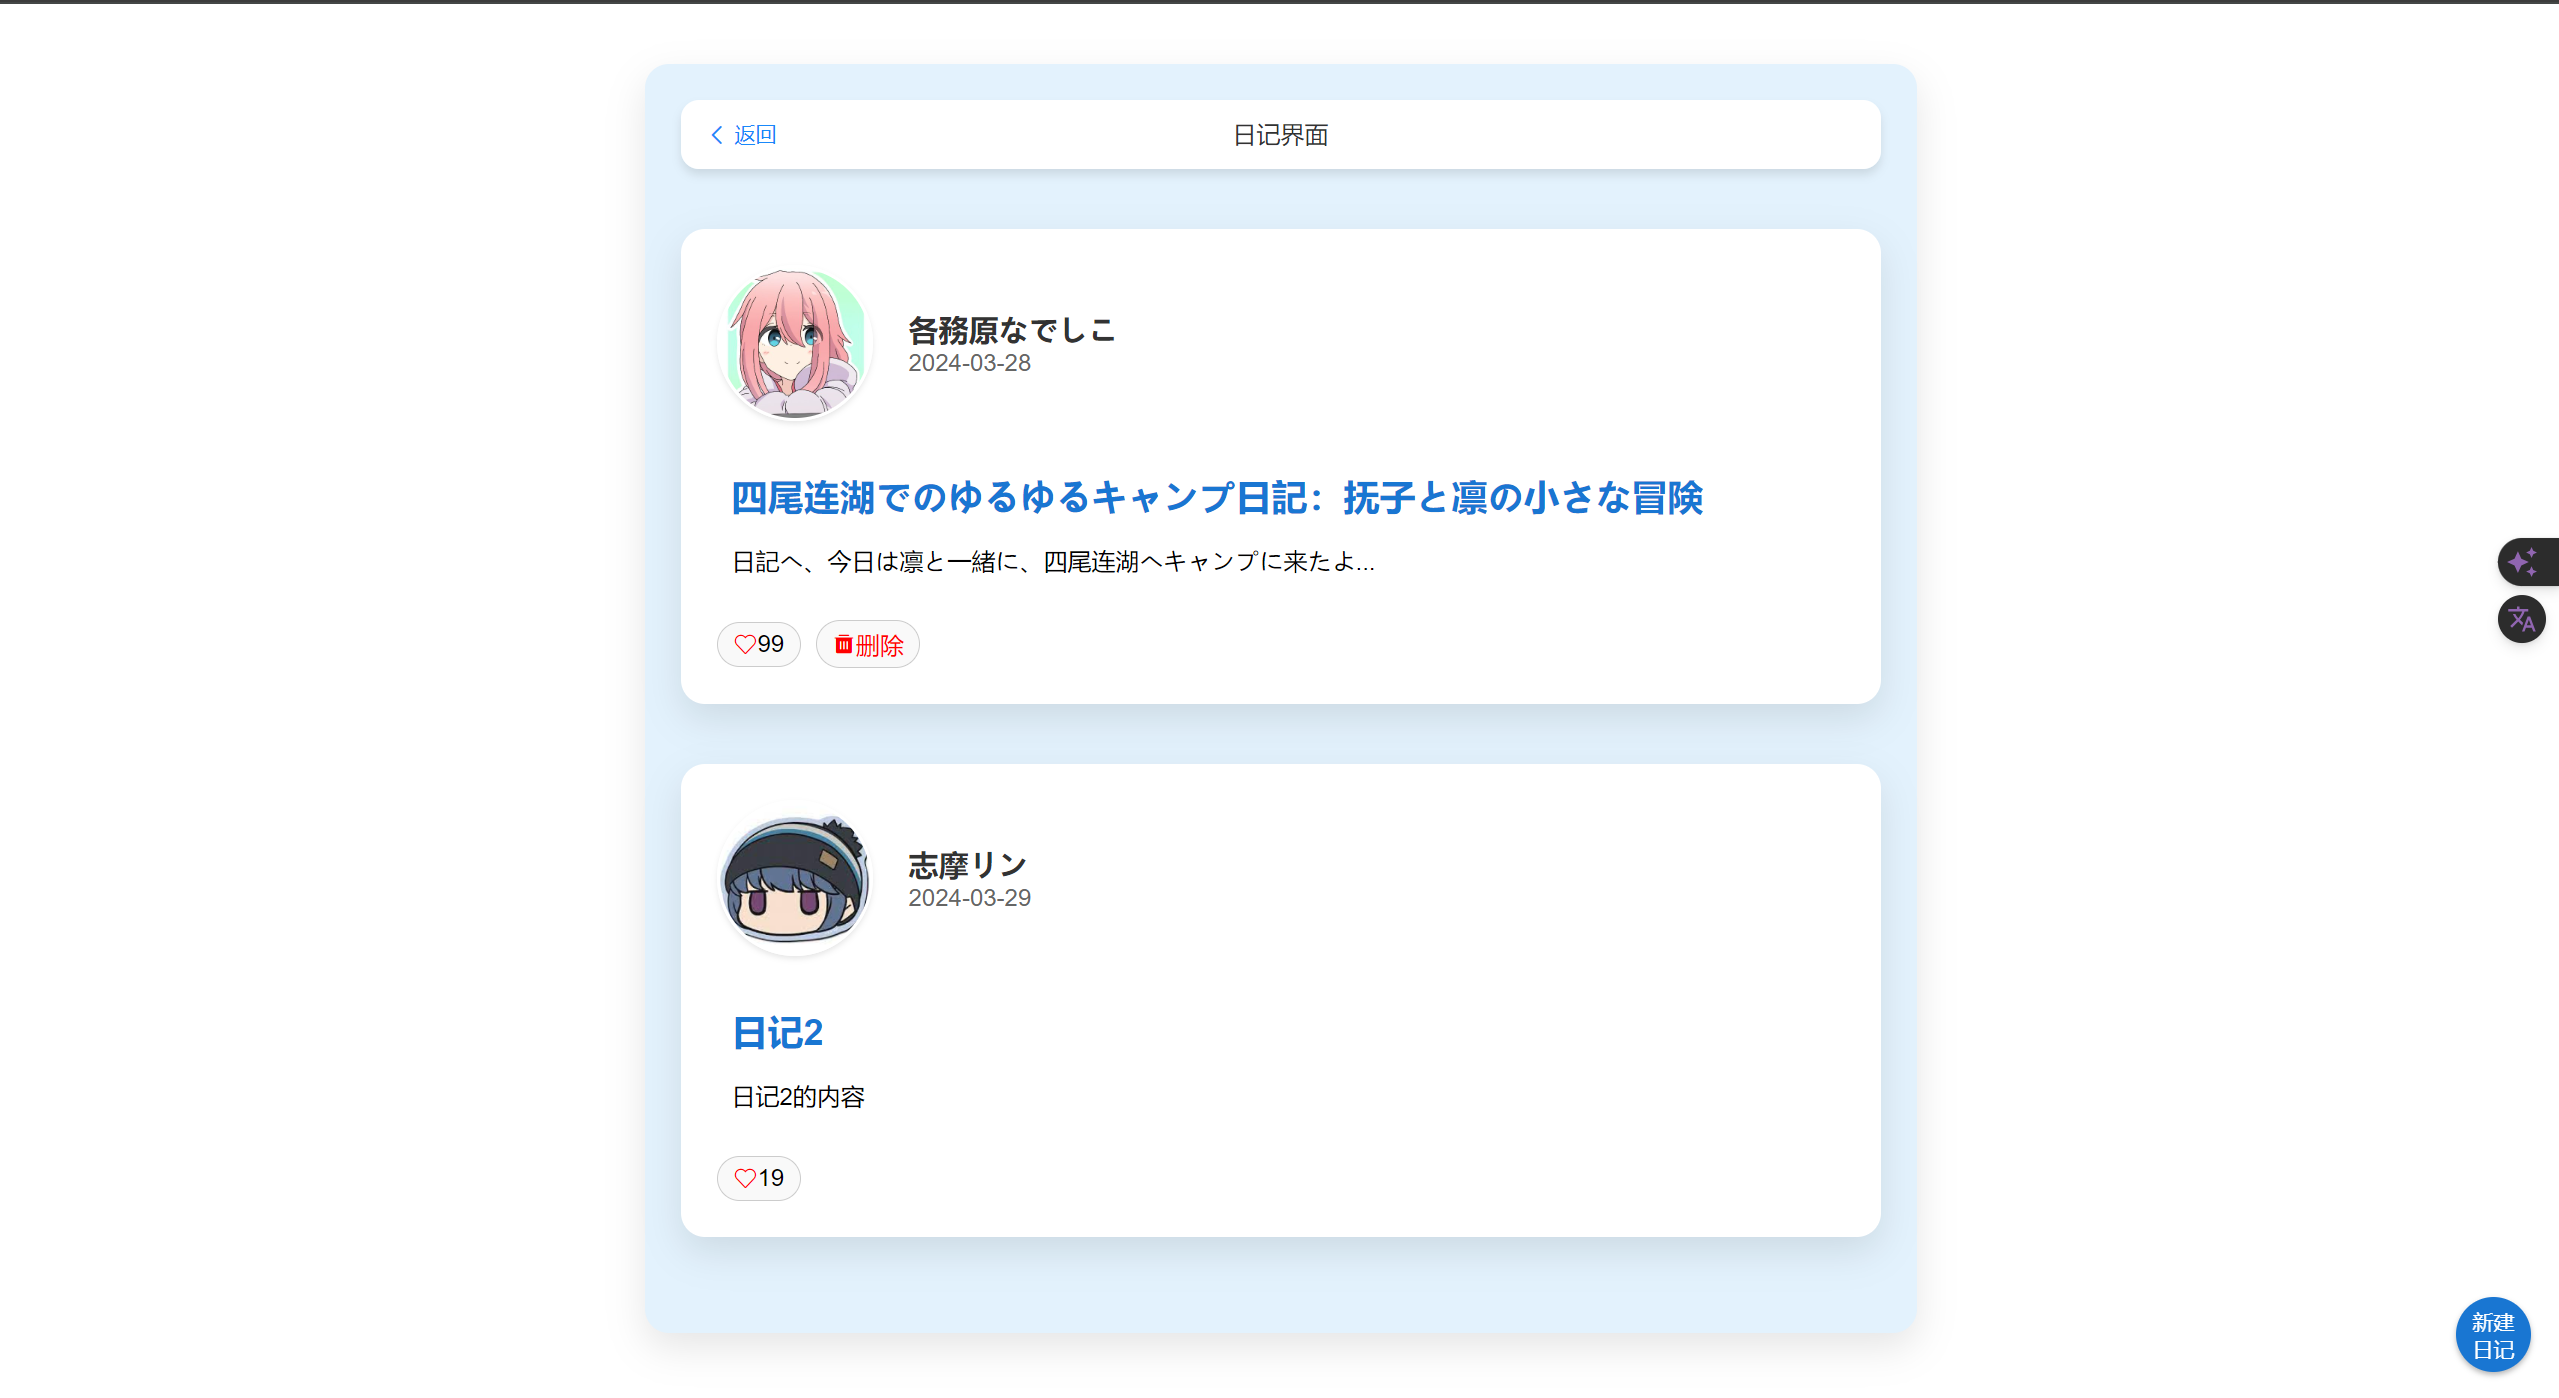 返回
日记界面
各務原なでしこ
2024-03-28
四尾连湖でのゆるゆるキャンプ日記：抚子と凛の小さな冒険
日記へ、今日は凛と一緒に、四尾连湖へキャンプに来たよ...
99
删除
志摩リン
2024-03-29
日记2
日记2的内容
19
新建
日记